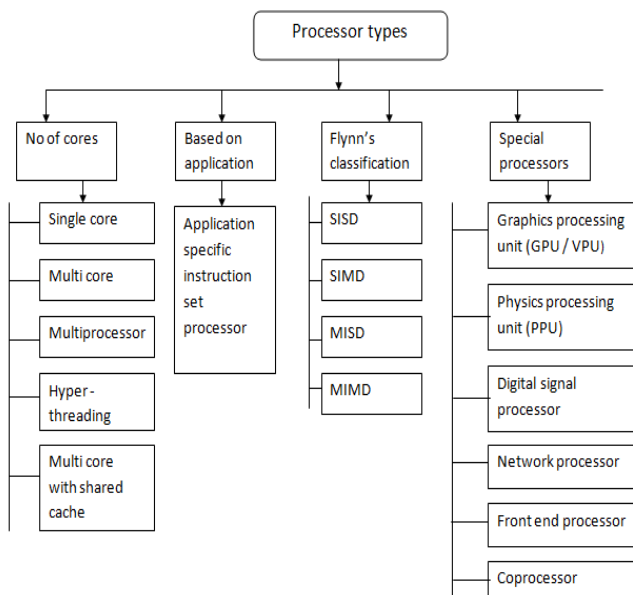 Processor types
No of cores
Based on
application
Flynn's
classification
Special
processors
Single core
Multi core
Multiprocessor
Hyper-
threading
Multi core
with shared
cache
Application
specific
instruction
set
processor
SISD
SIMD
MISD
MIMD
Graphics processing
unit (GPU / VPU)
Physics processing
unit (PPU)
Digital signal
processor
Network processor
Front end processor
Coprocessor